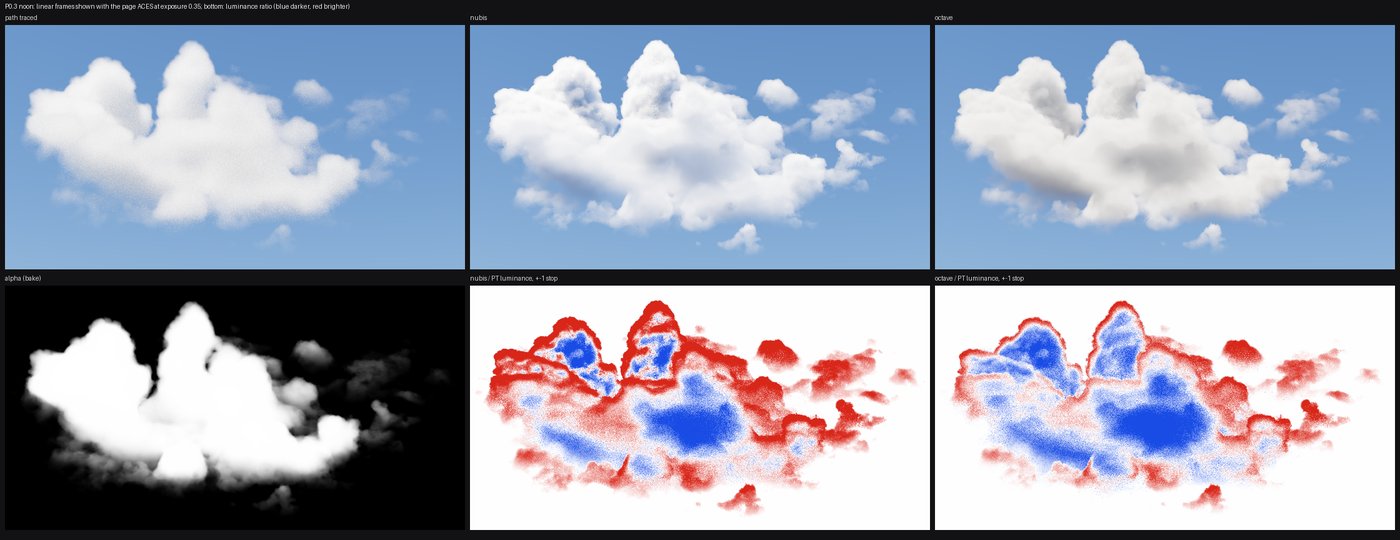 P0.3 noon: linear frames shown with the page ACES at exposure 0.35; bottom: luminance ratio (blue darker, red brighter)
path traced
nubis
octave
alpha (bake)
nubis / PT luminance, +-1 stop
octave / PT luminance, +-1 stop